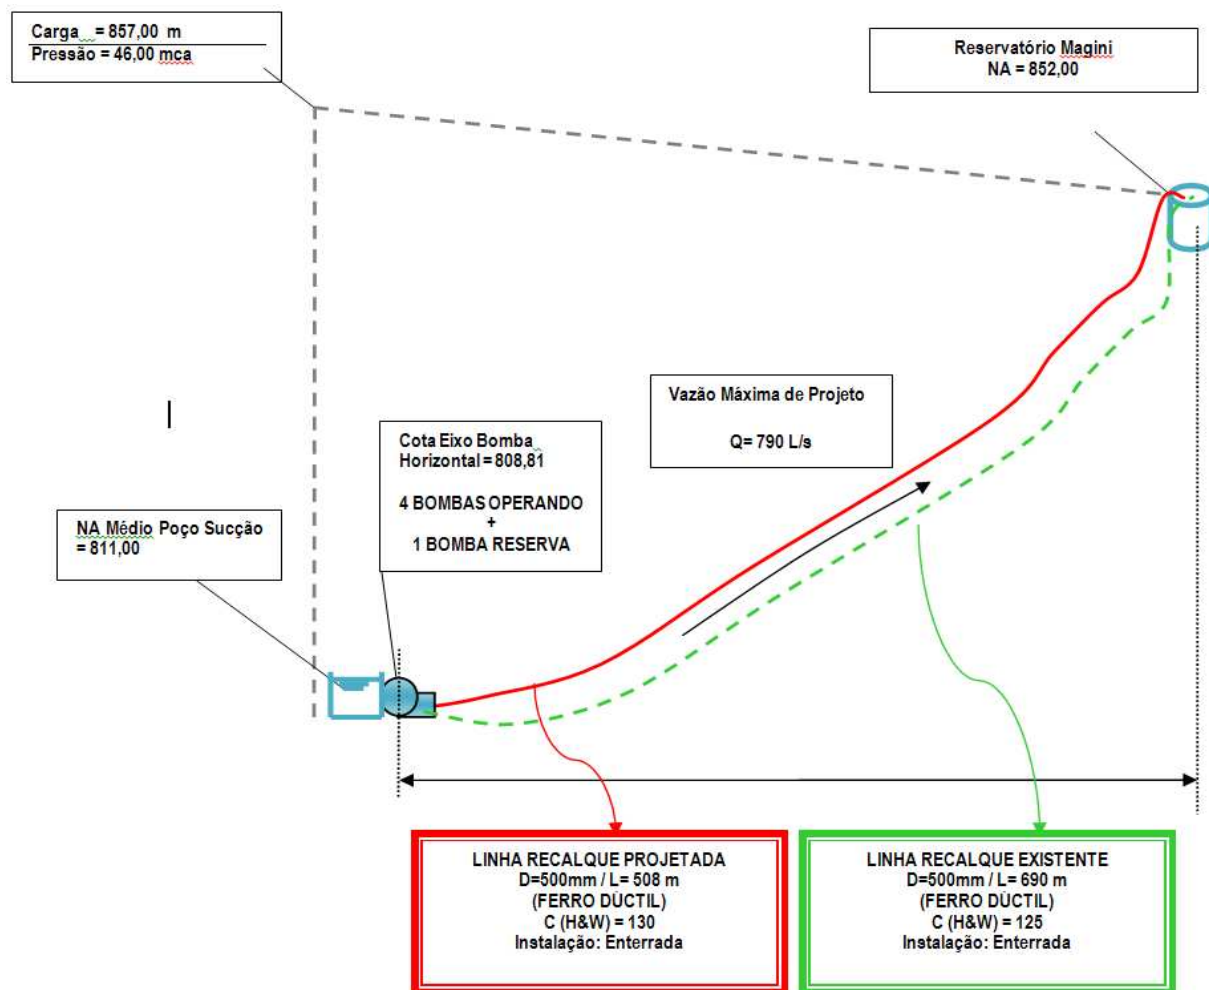 Carga = 857,00 m
Pressão = 46,00 mca
Reservatório Magini
NA = 852,00
Vazão Máxima de Projeto
Q= 790 L/s
Cota Eixo Bomba
Horizontal = 808,81
4 BOMBAS OPERANDO
+
1 BOMBA RESERVA
NA Médio Poço Sucção
= 811,00
LINHA RECALQUE PROJETADA
D=500mm / L= 508 m
(FERRO DÚCTIL)
C (H&W) = 130
Instalação: Enterrada
LINHA RECALQUE EXISTENTE
D=500mm / L= 690 m
(FERRO DÚCTIL)
C (H&W) = 125
Instalação: Enterrada